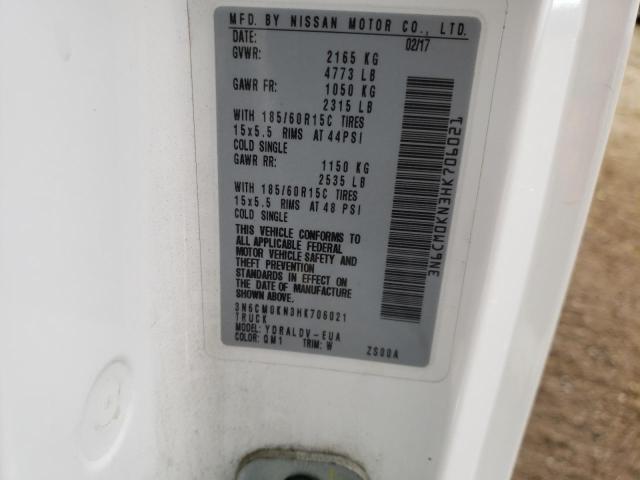 MFD. BY NISSAN MOTOR CO., LTD.
DATE: 02/17
GVWR: 2165 KG
4773 LB
GAWR FR: 1050 KG
2315 LB
WITH 185/60R15C TIRES
15x5.5 RIMS AT 44PSI
COLD SINGLE
GAWR RR: 1150 KG
2535 LB
WITH 185/60R15C TIRES
15x5.5 RIMS AT 48 PSI
COLD SINGLE
THIS VEHICLE CONFORMS TO
ALL APPLICABLE FEDERAL
MOTOR VEHICLE SAFETY AND
THEFT PREVENTION
STANDARDS IN EFFECT ON
THE DATE OF MANUFACTURE
SHOWN ABOVE.
3N6CM0KN3HK706021
TRUCK
MODEL: YDRALDV-EUA
COLOR: QM1 TRIM: W ZS00A
3N6CM0KN3HK706021